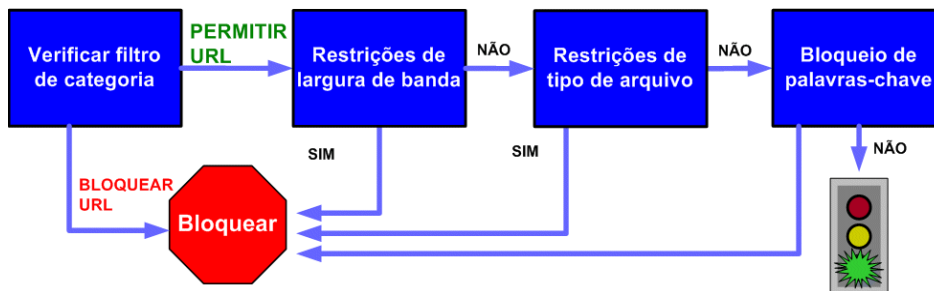 Verificar filtro
de categoria
PERMITIR
URL
Restrições de
largura de banda
NÃO
Restrições de
tipo de arquivo
NÃO
Bloqueio de
palavras-chave
SIM
SIM
NÃO
BLOQUEAR
URL
Bloquear